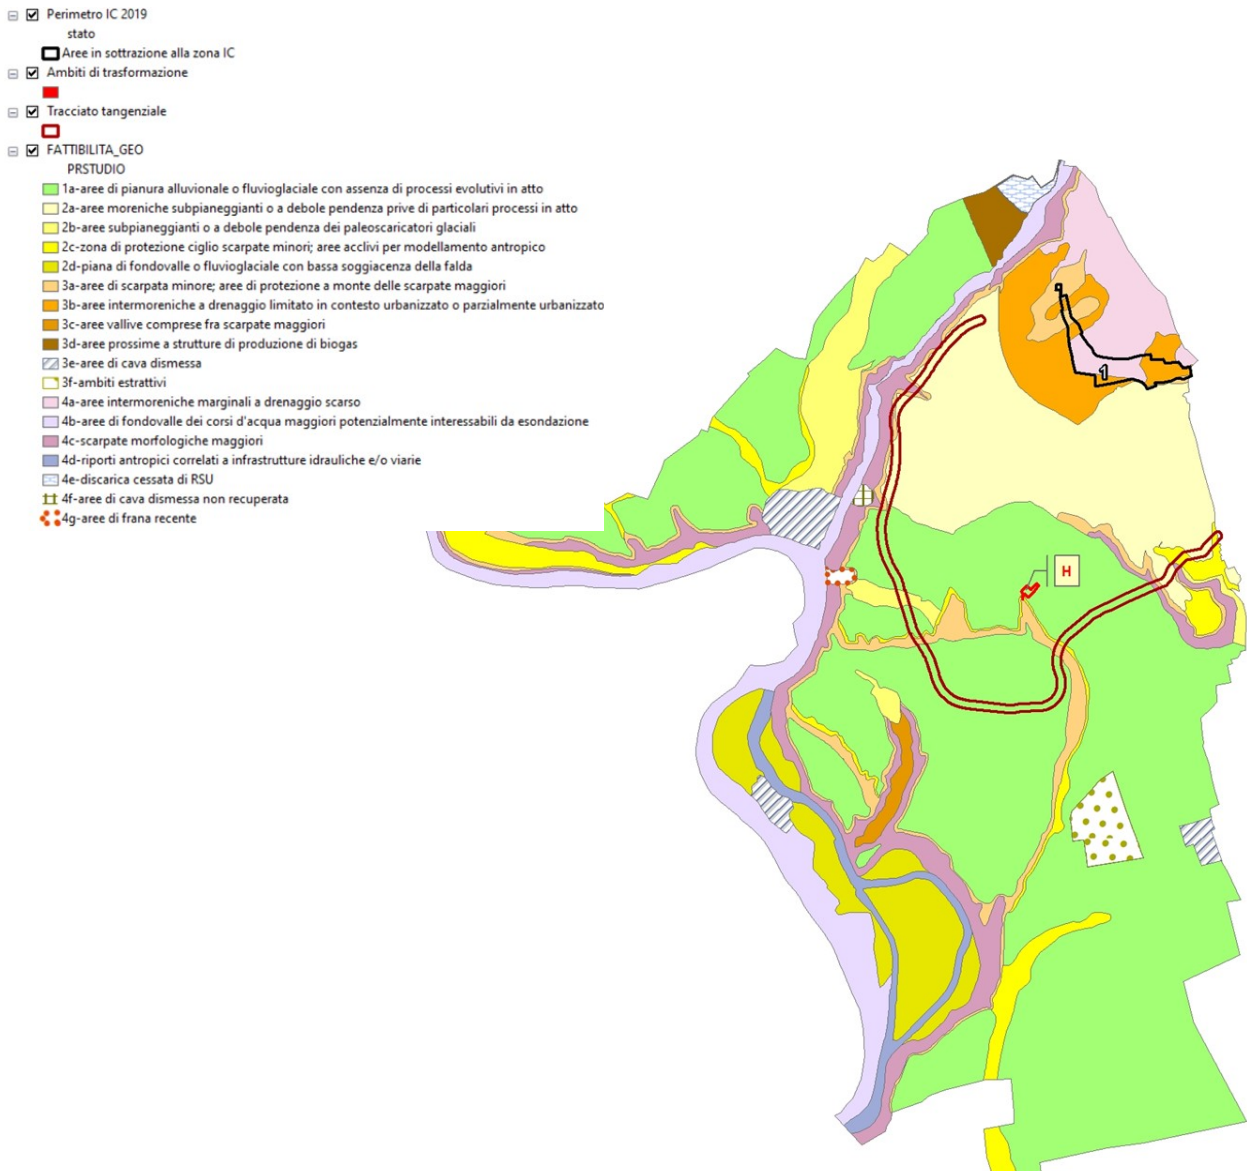 Perimetro IC 2019
stato
Aree in sottrazione alla zona IC
Ambiti di trasformazione
Tracciato tangenziale
FATTIBILITA_GEO
PRSTUDIO
1a-aree di pianura alluvionale o fluvioglaciale con assenza di processi evolutivi in atto
2a-aree moreniche subpianeggianti o a debole pendenza prive di particolari processi in atto
2b-aree subpianeggianti o a debole pendenza dei paleoscaricatori glaciali
2c-zona di protezione ciglio scarpate minori; aree acclivi per modellamento antropico
2d-piana di fondovalle o fluvioglaciale con bassa soggiacenza della falda
3a-aree di scarpata minore; aree di protezione a monte delle scarpate maggiori
3b-aree intermoreniche a drenaggio limitato in contesto urbanizzato o parzialmente urbanizzato
3c-aree vallive comprese fra scarpate maggiori
3d-aree prossime a strutture di produzione di biogas
3e-aree di cava dismessa
3f-ambiti estrattivi
4a-aree intermoreniche marginali a drenaggio scarso
4b-aree di fondovalle dei corsi d'acqua maggiori potenzialmente interessabili da esondazione
4c-scarpate morfologiche maggiori
4d-riporti antropici correlati a infrastrutture idrauliche e/o viarie
4e-discarica cessata di RSU
4f-aree di cava dismessa non recuperata
4g-aree di frana recente
1
H